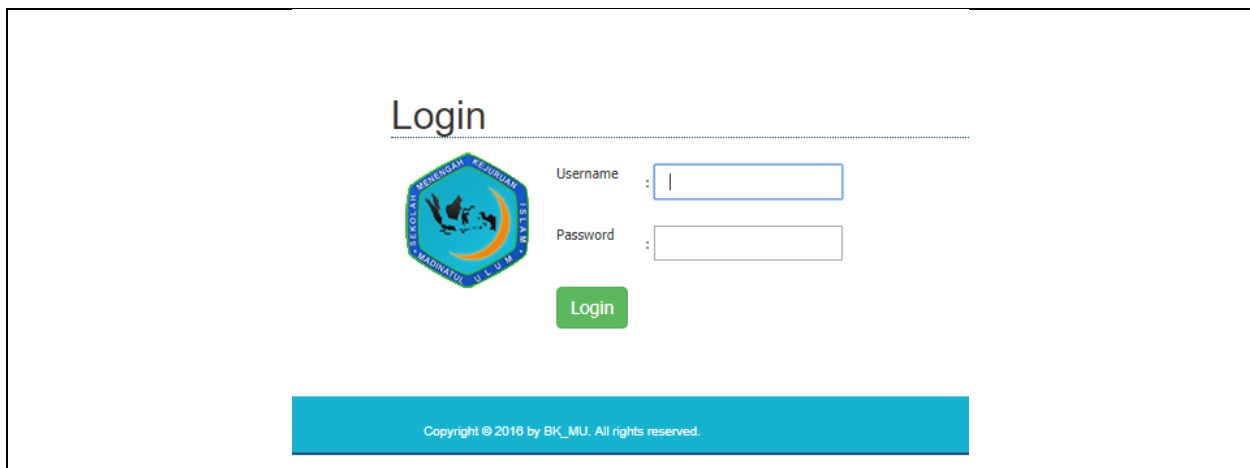 Login
SEKOLAH MENENGAH KEJURUAN ISLAM
MADINATUL ULUM
Username :
Password :
Login
Copyright © 2016 by BK_MU. All rights reserved.